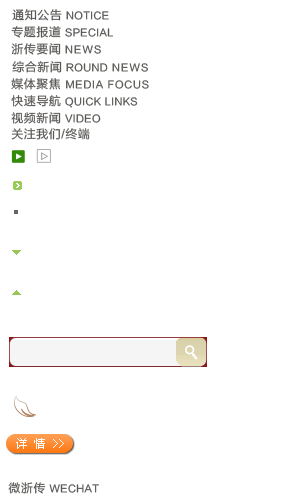 通知公告 NOTICE
专题报道 SPECIAL
浙传要闻 NEWS
综合新闻 ROUND NEWS
媒体聚焦 MEDIA FOCUS
快速导航 QUICK LINKS
视频新闻 VIDEO
关注我们/终端
详 情 >>
微浙传 WECHAT